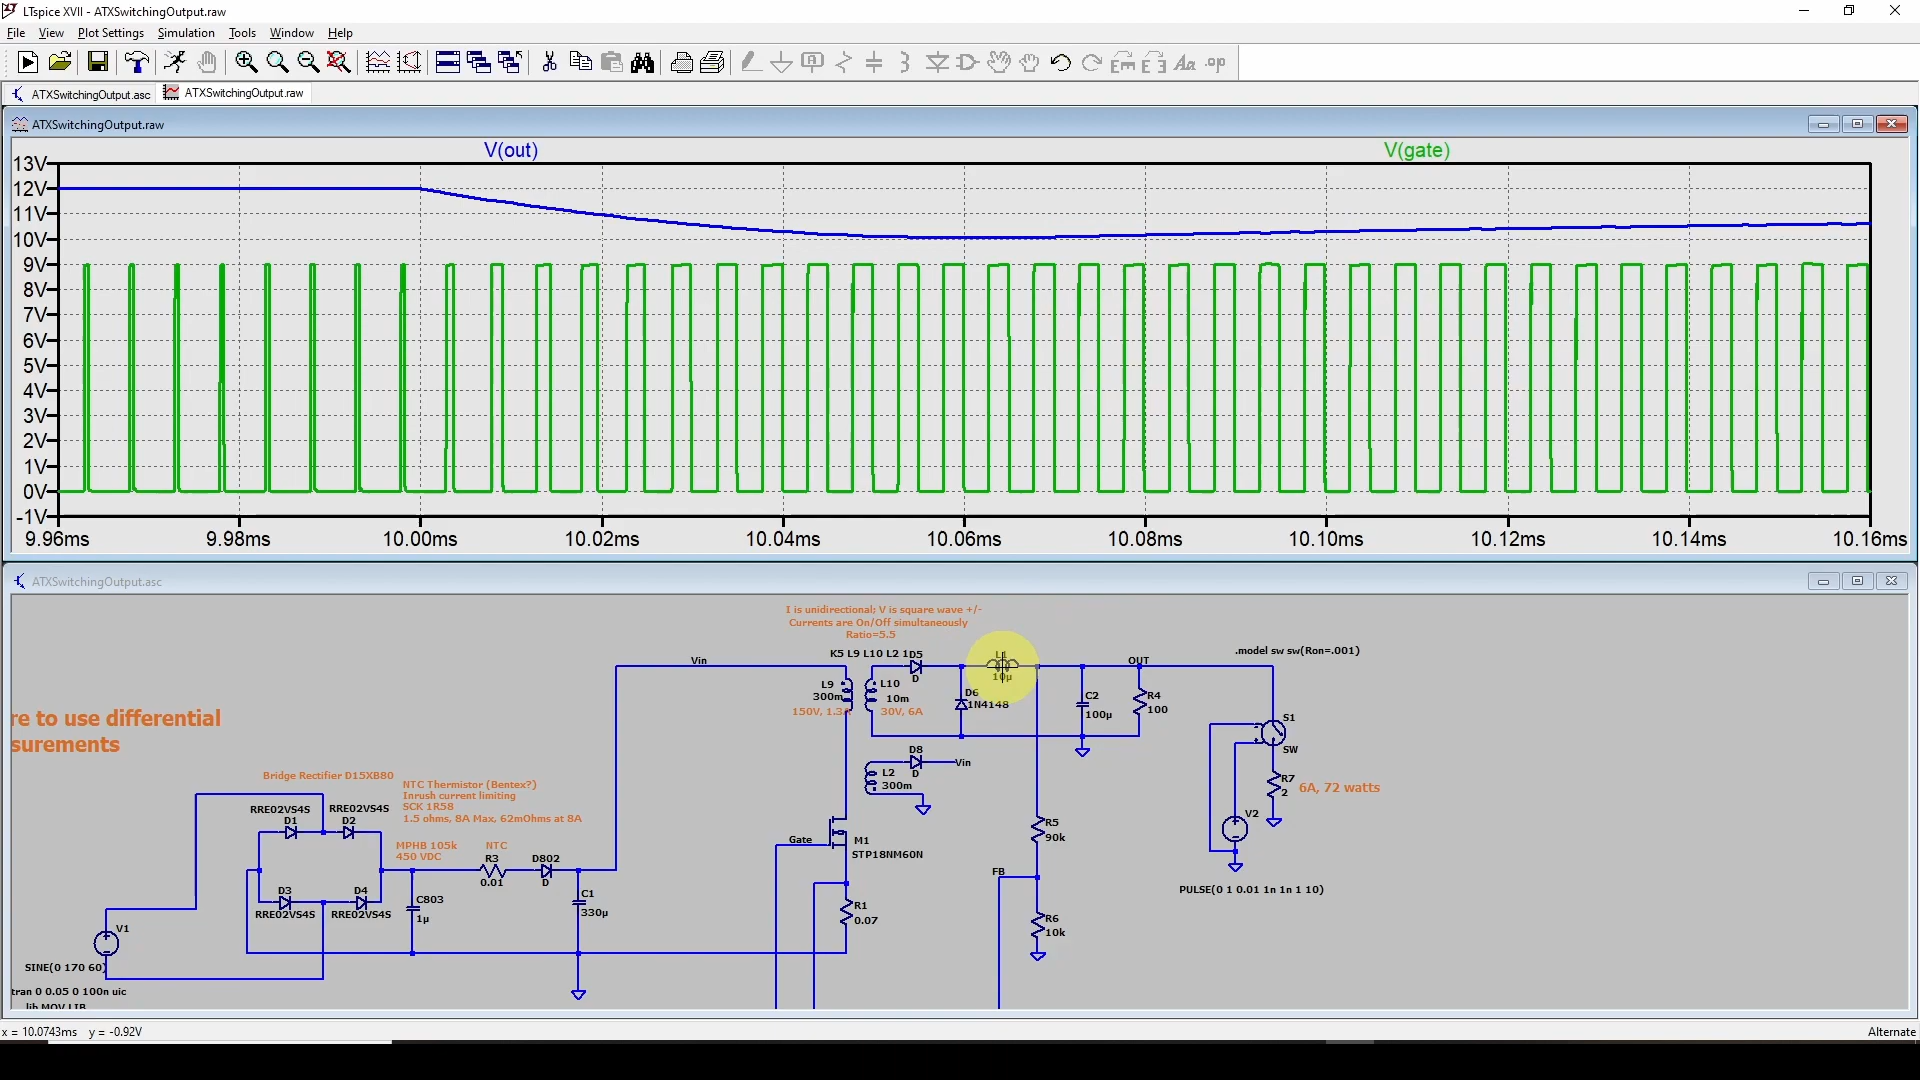 LTspice XVII - ATXSwitchingOutput.raw
File View Plot Settings Simulation Tools Window Help
ATXSwitchingOutput.asc ATXSwitchingOutput.raw
ATXSwitchingOutput.raw
V(out) V(gate)
13V
12V
11V
10V
9V
8V
7V
6V
5V
4V
3V
2V
1V
0V
-1V
9.96ms 9.98ms 10.00ms 10.02ms 10.04ms 10.06ms 10.08ms 10.10ms 10.12ms 10.14ms 10.16ms
ATXSwitchingOutput.asc
I is unidirectional; V is square wave +/-
Currents are On/Off simultaneously
Ratio=5.5
K5 L9 L10 L2 1
D5
D
L1
10µ
OUT
.model sw sw(Ron=.001)
Vin
L9
300m
150V, 1.3A
L10
10m
30V, 6A
D6
1N4148
C2
100µ
R4
100
S1
SW
R7
2
6A, 72 watts
V2
PULSE(0 1 0.01 1n 1n 1 10)
re to use differential
surements
D8
D
Vin
L2
300m
Bridge Rectifier D15XB80
NTC Thermistor (Bentex?)
Inrush current limiting
SCK 1R58
1.5 ohms, 8A Max, 62mOhms at 8A
RRE02VS4S
D1
RRE02VS4S
D2
MPHB 105k
450 VDC
NTC
R3
0.01
D802
D
Gate
M1
STP18NM60N
R5
90k
FB
D3
RRE02VS4S
D4
RRE02VS4S
C803
1µ
C1
330µ
R1
0.07
R6
10k
V1
SINE(0 170 60)
tran 0 0.05 0 100n uic
lib MOV.LIB
x = 10.0743ms y = -0.92V Alternate